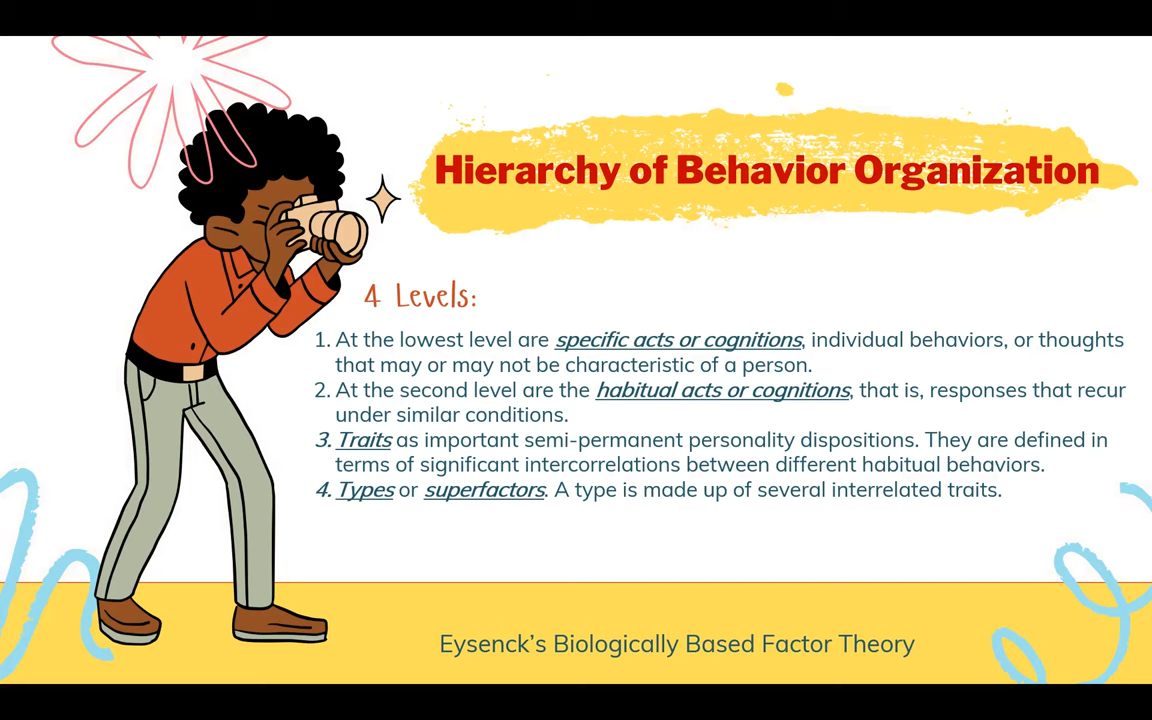 Hierarchy of Behavior Organization
4 Levels:
1. At the lowest level are specific acts or cognitions, individual behaviors, or thoughts
that may or may not be characteristic of a person.
2. At the second level are the habitual acts or cognitions, that is, responses that recur
under similar conditions.
3. Traits as important semi-permanent personality dispositions. They are defined in
terms of significant intercorrelations between different habitual behaviors.
4. Types or superfactors. A type is made up of several interrelated traits.
Eysenck's Biologically Based Factor Theory